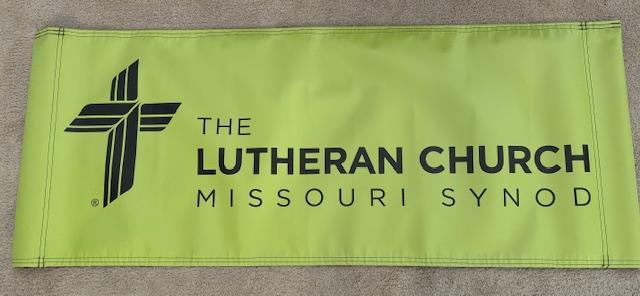 THE
LUTHERAN CHURCH
MISSOURI SYNOD
®